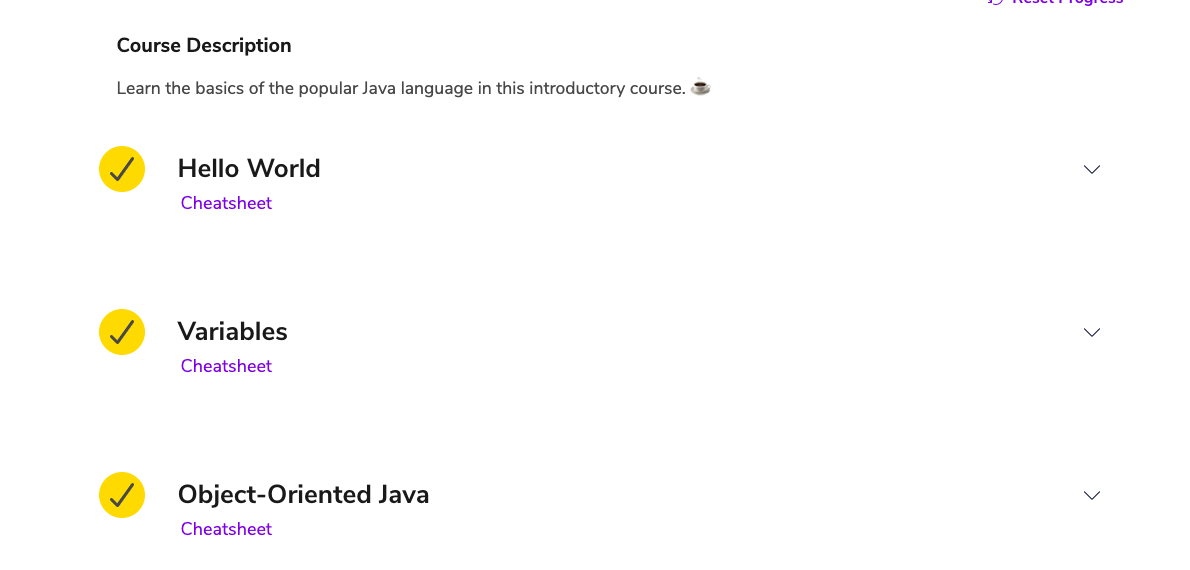 Reset Progress
Course Description
Learn the basics of the popular Java language in this introductory course. ☕
Hello World
Cheatsheet
Variables
Cheatsheet
Object-Oriented Java
Cheatsheet